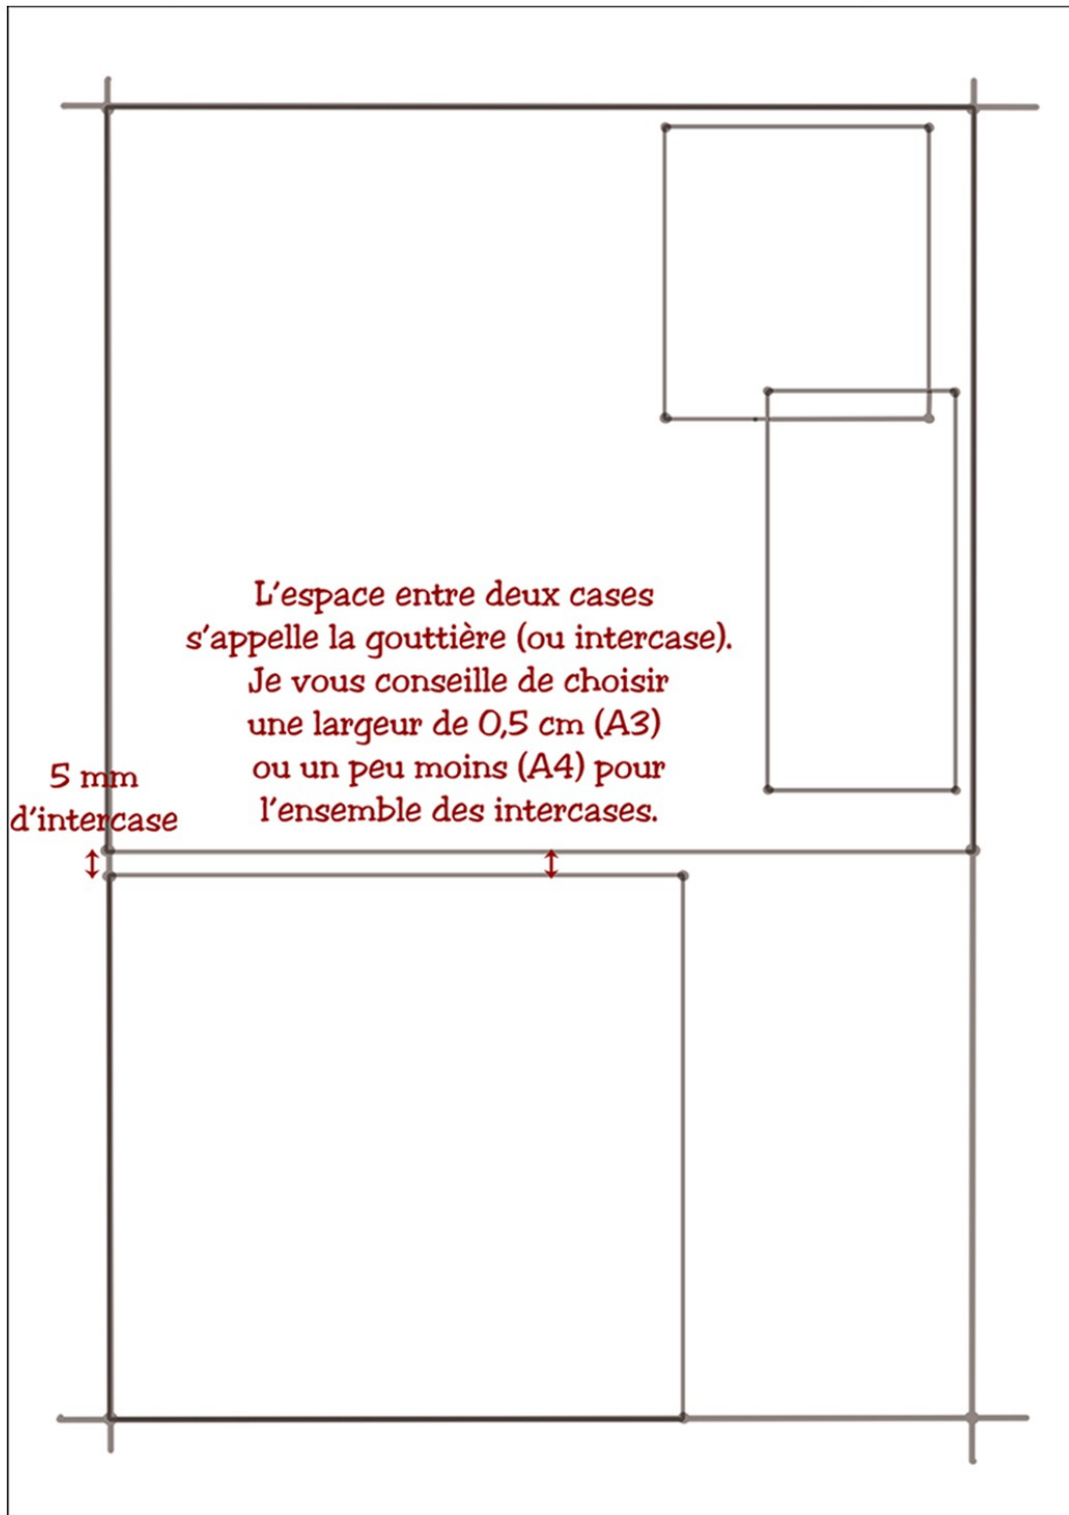 L'espace entre deux cases
s'appelle la gouttière (ou intercase).
Je vous conseille de choisir
une largeur de 0,5 cm (A3)
ou un peu moins (A4) pour
l'ensemble des intercases.
5 mm
d'intercase